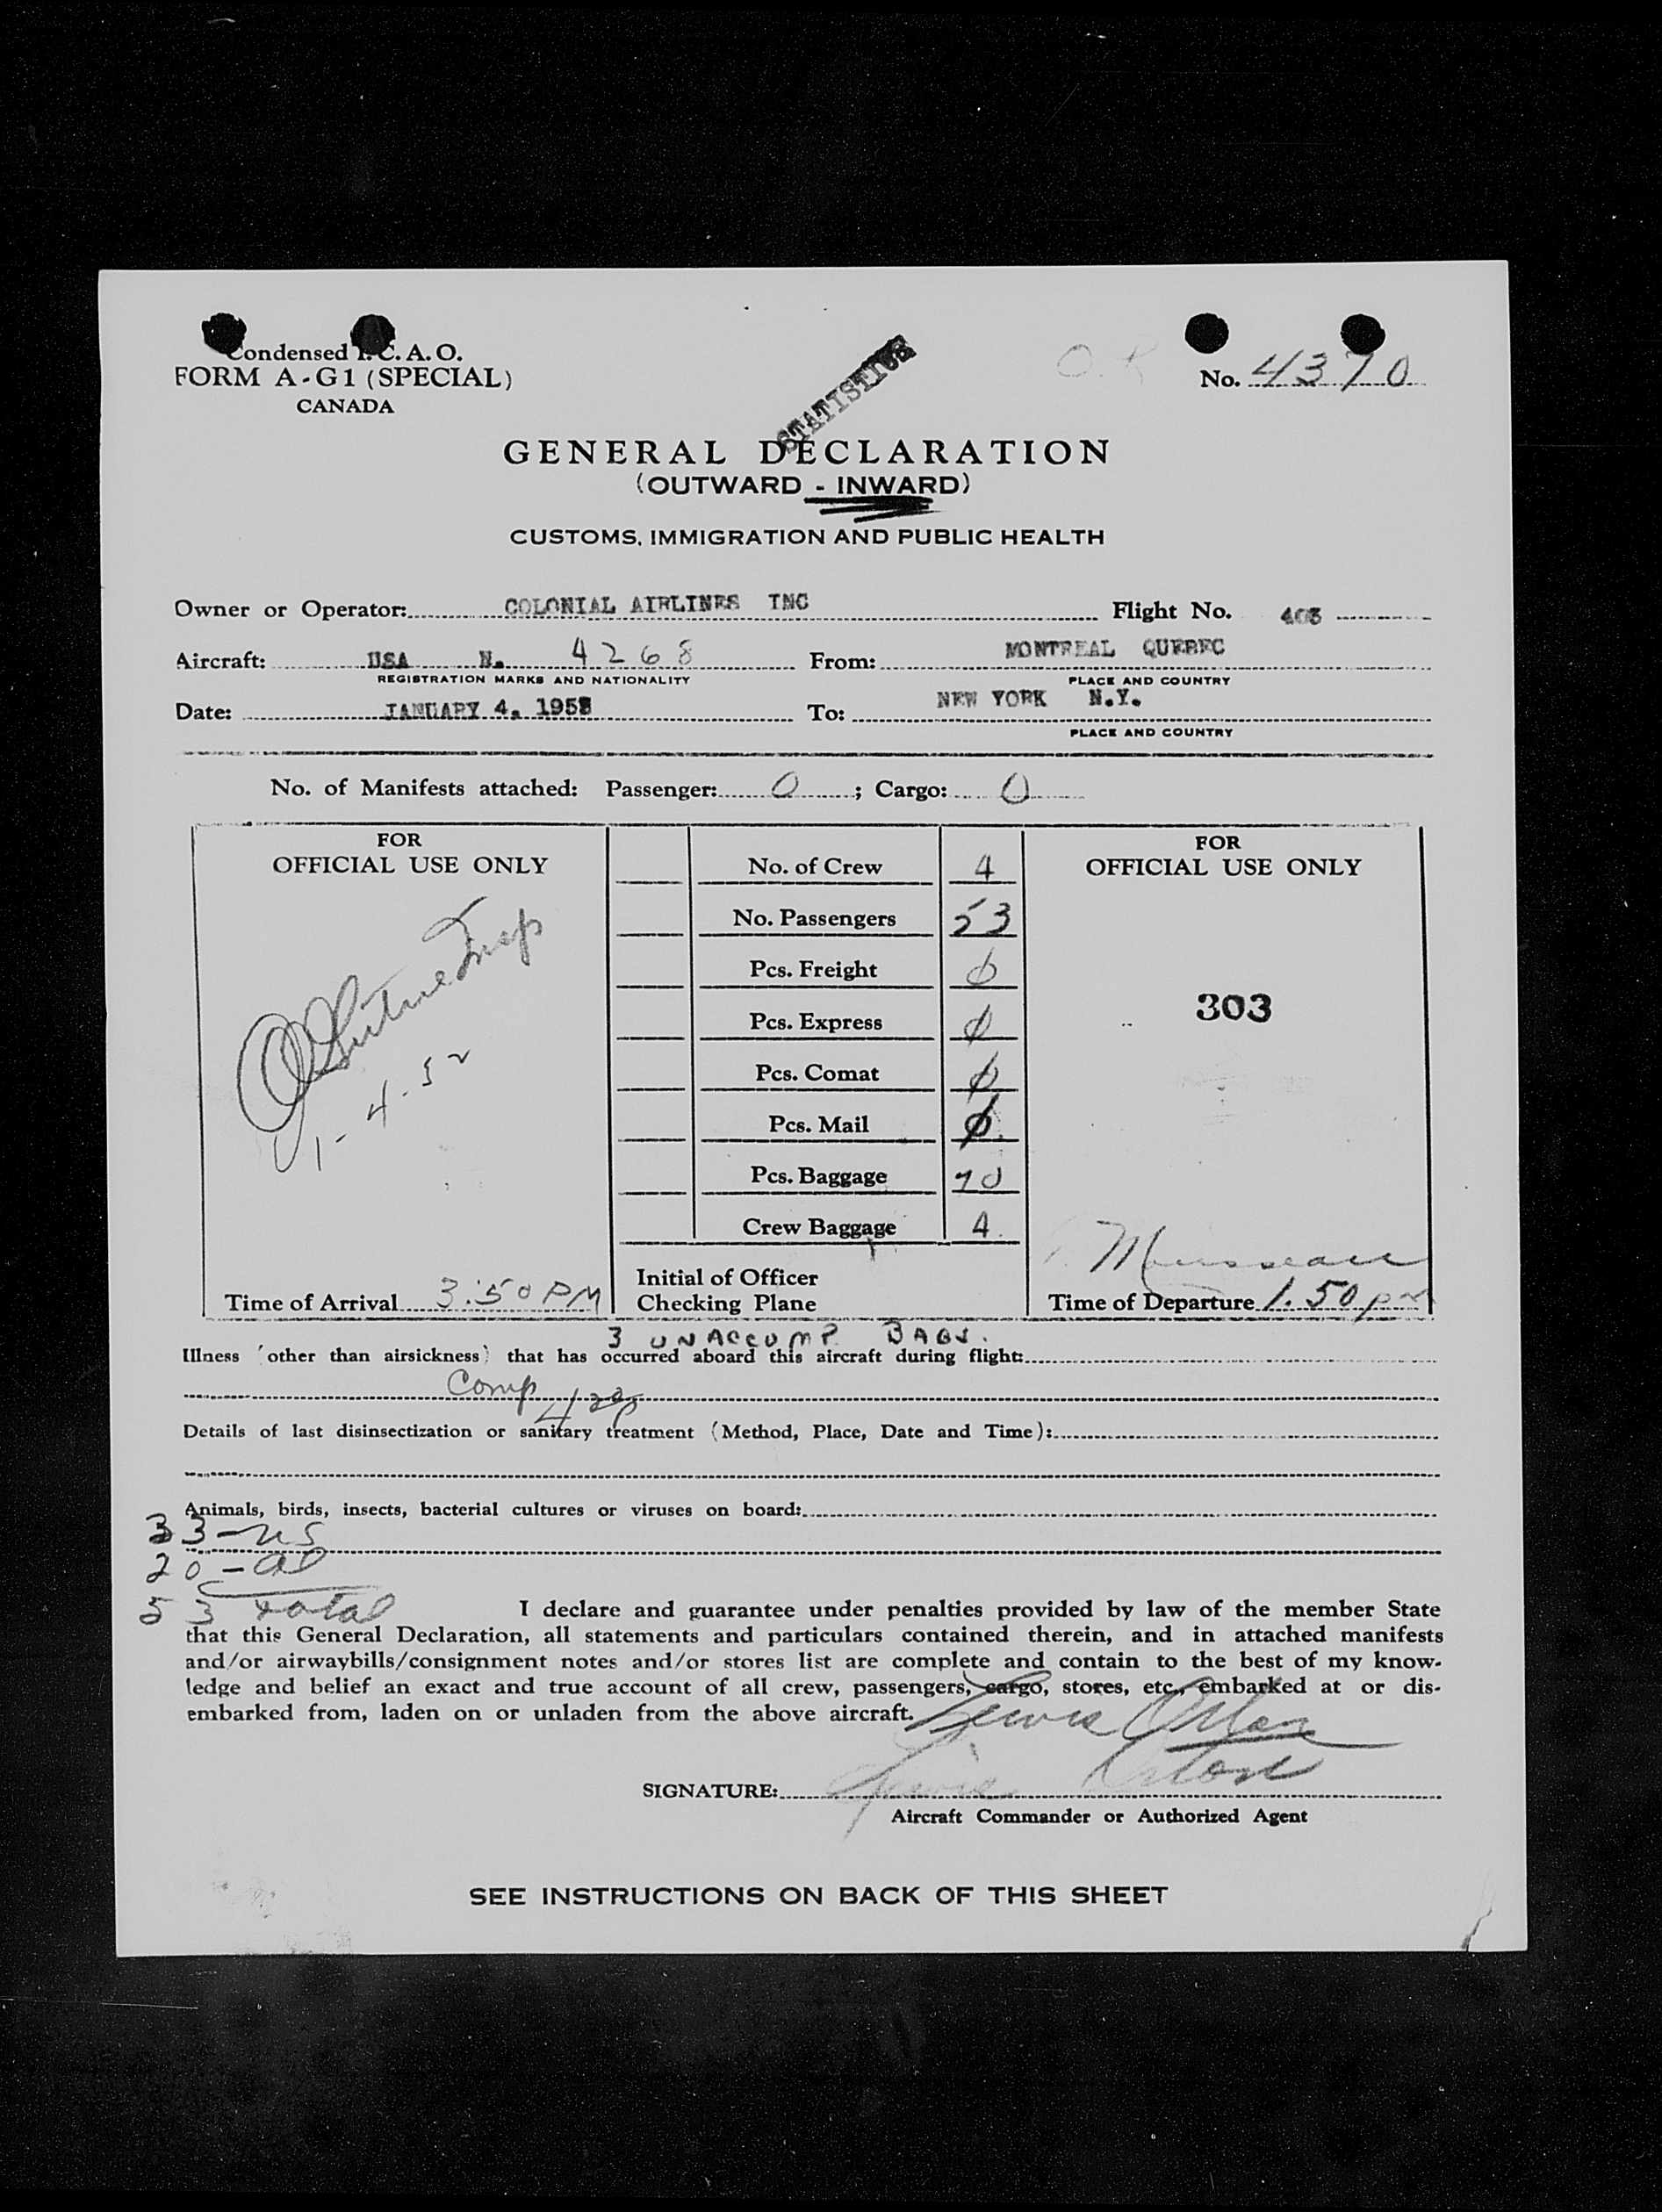 Condensed I. C. A. O.
FORM A-G1 (SPECIAL)
CANADA
STATISTICS
O.K
No. 4370
GENERAL DECLARATION
(OUTWARD - INWARD)
CUSTOMS, IMMIGRATION AND PUBLIC HEALTH
Owner or Operator: COLONIAL AIRLINES INC Flight No. 403
Aircraft: USA N. 4268 From: MONTREAL QUEBEC
REGISTRATION MARKS AND NATIONALITY PLACE AND COUNTRY
Date: JANUARY 4, 195 To: NEW YORK N.Y.
PLACE AND COUNTRY
No. of Manifests attached: Passenger: 0 ; Cargo: 0
FOR
OFFICIAL USE ONLY
1-4-52
Time of Arrival 3:50 PM
No. of Crew 4
No. Passengers 53
Pcs. Freight 0
Pcs. Express 0
Pcs. Comat 0
Pcs. Mail 0
Pcs. Baggage 70
Crew Baggage 4
Initial of Officer
Checking Plane
FOR
OFFICIAL USE ONLY
303
Time of Departure 1.50 pm
3 UNACCOMP BAGS.
Illness (other than airsickness) that has occurred aboard this aircraft during flight:
Comp 420p
Details of last disinsectization or sanitary treatment (Method, Place, Date and Time):
Animals, birds, insects, bacterial cultures or viruses on board:
33-us
20-al
53 total
I declare and guarantee under penalties provided by law of the member State
that this General Declaration, all statements and particulars contained therein, and in attached manifests
and/or airwaybills/consignment notes and/or stores list are complete and contain to the best of my know-
ledge and belief an exact and true account of all crew, passengers, cargo, stores, etc., embarked at or dis-
embarked from, laden on or unladen from the above aircraft.
Lewis
SIGNATURE: Lewis
Aircraft Commander or Authorized Agent
SEE INSTRUCTIONS ON BACK OF THIS SHEET